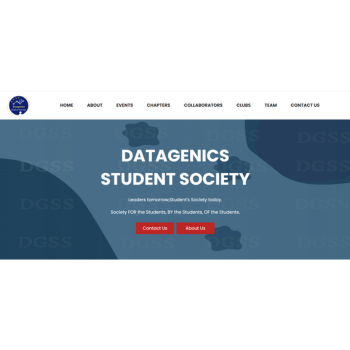 HOME ABOUT EVENTS CHAPTERS COLLABORATORS CLUBS TEAM CONTACT US
DGSS DGSS
DATAGENICS
STUDENT SOCIETY
DGSS DGSS
Leaders tomorrow,Student's Society today.
Society FOR the Students, BY the Students, OF the Students.
Contact Us About Us
DGSS DGSS